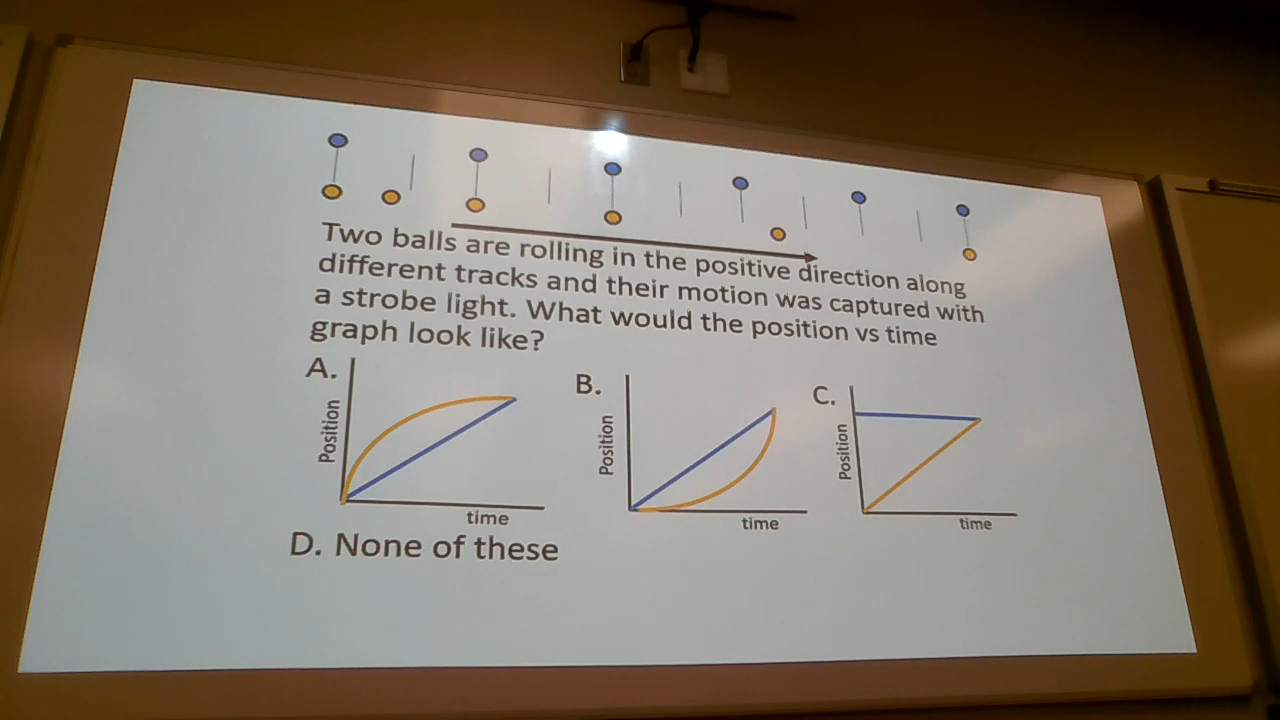 Two balls are rolling in the positive direction along
different tracks and their motion was captured with
a strobe light. What would the position vs time
graph look like?
A.
Position
time
B.
Position
time
C.
Position
time
D. None of these